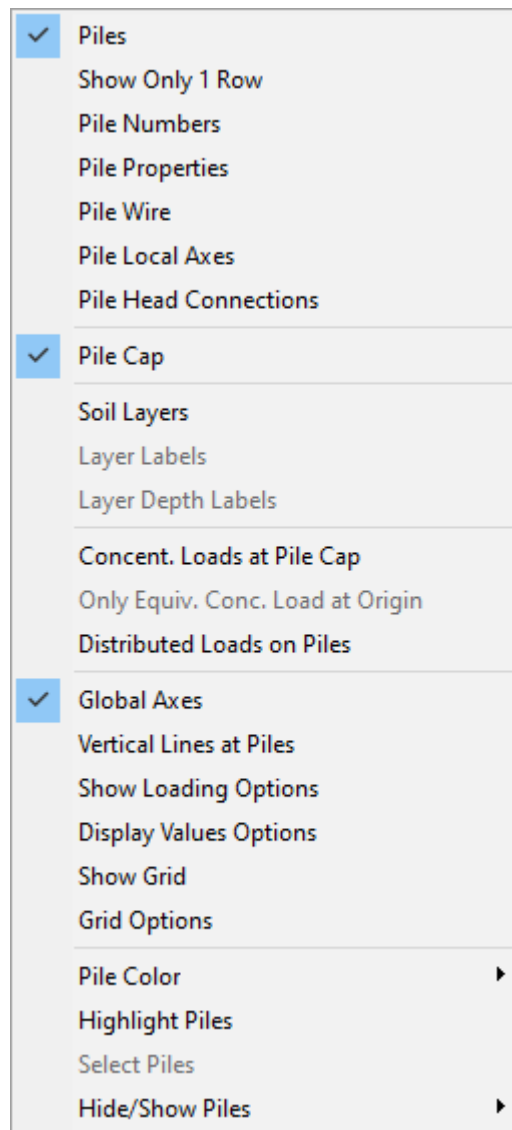 Piles
Show Only 1 Row
Pile Numbers
Pile Properties
Pile Wire
Pile Local Axes
Pile Head Connections
Pile Cap
Soil Layers
Layer Labels
Layer Depth Labels
Concent. Loads at Pile Cap
Only Equiv. Conc. Load at Origin
Distributed Loads on Piles
Global Axes
Vertical Lines at Piles
Show Loading Options
Display Values Options
Show Grid
Grid Options
Pile Color
Highlight Piles
Select Piles
Hide/Show Piles